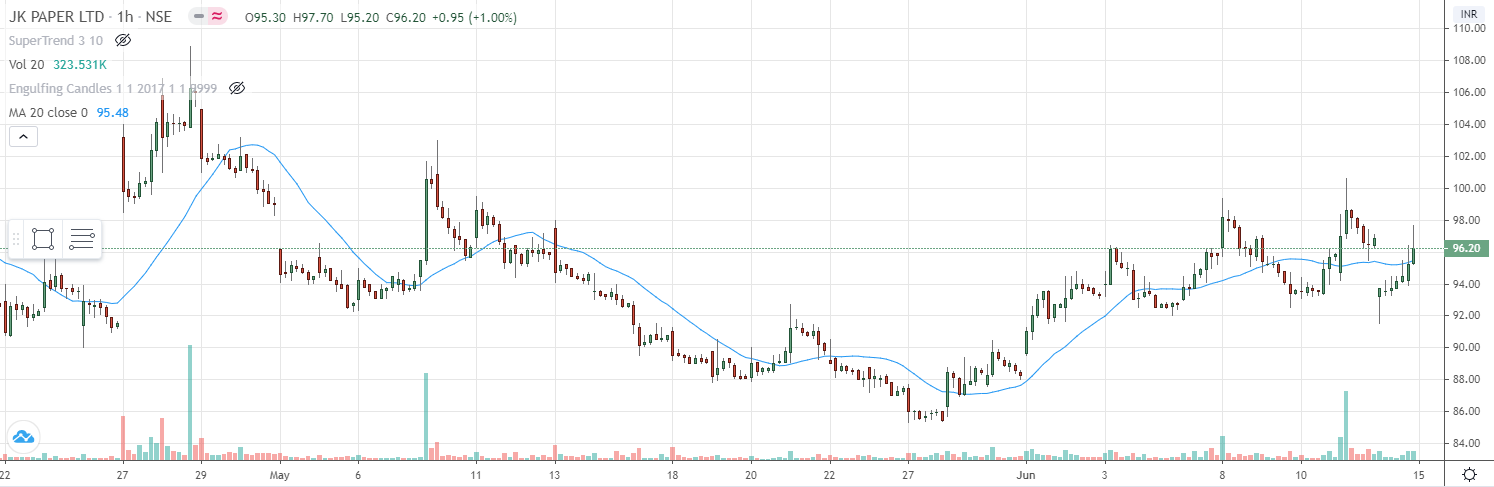 JK PAPER LTD · 1h · NSE O95.30 H97.70 L95.20 C96.20 +0.95 (+1.00%)
SuperTrend 3 10
Vol 20 323.531K
Engulfing Candles 1 1 2017 1 1 9999
MA 20 close 0 95.48
INR
110.00
108.00
106.00
104.00
102.00
100.00
98.00
96.20
94.00
92.00
90.00
88.00
86.00
84.00
22 27 29 May 6 11 13 18 20 22 27 Jun 3 8 10 15